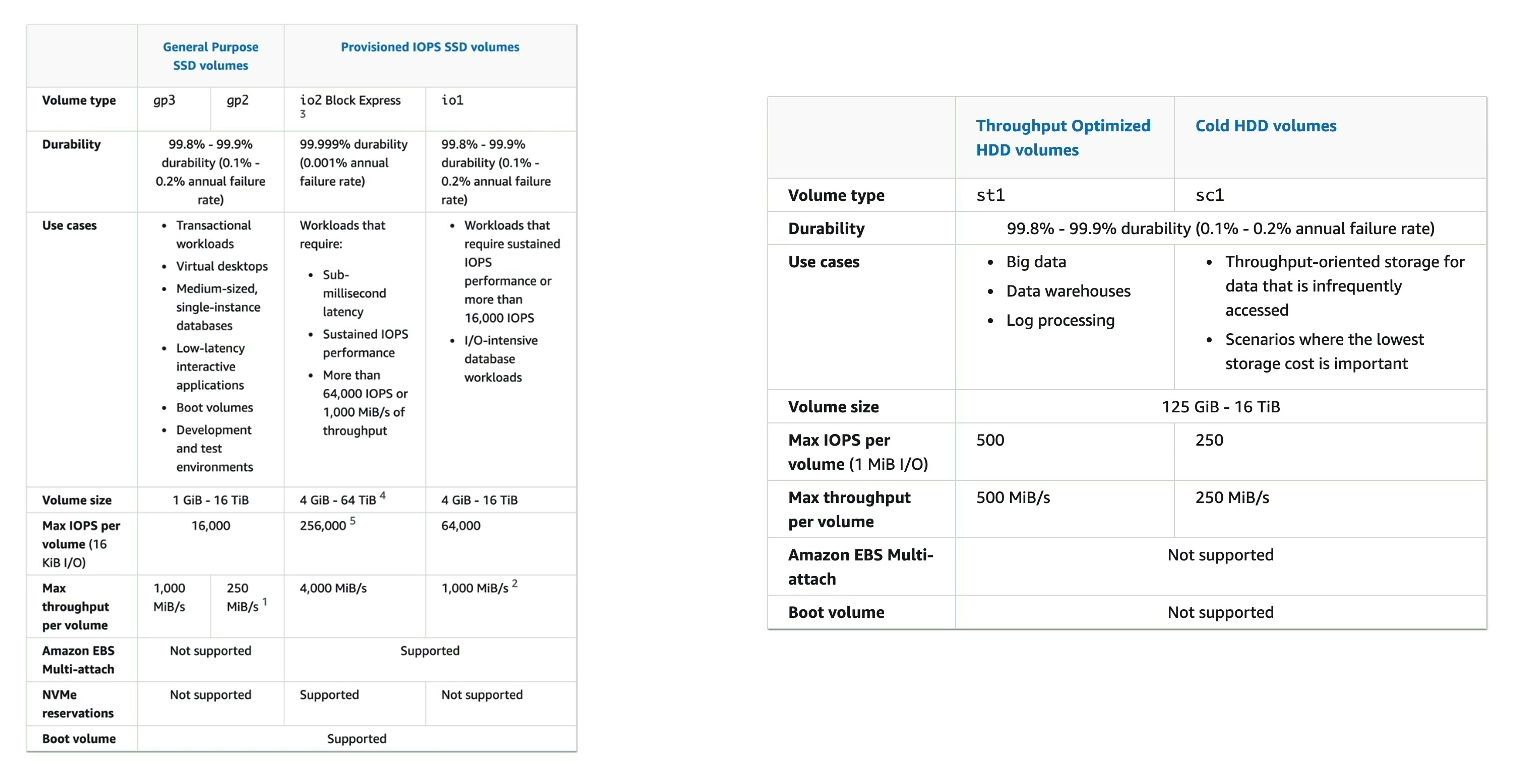 General Purpose
SSD volumes
Provisioned IOPS SSD volumes
Volume type
gp3
gp2
io2 Block Express
3
io1
Durability
99.8% - 99.9%
durability (0.1% -
0.2% annual failure
rate)
99.999% durability
(0.001% annual
failure rate)
99.8% - 99.9%
durability (0.1% -
0.2% annual failure
rate)
Use cases
• Transactional
workloads
• Virtual desktops
• Medium-sized,
single-instance
databases
• Low-latency
interactive
applications
• Boot volumes
• Development
and test
environments
Workloads that
require:
• Sub-
millisecond
latency
• Sustained IOPS
performance
• More than
64,000 IOPS or
1,000 MiB/s of
throughput
• Workloads that
require sustained
IOPS
performance or
more than
16,000 IOPS
• I/O-intensive
database
workloads
Volume size
1 GiB - 16 TiB
4 GiB - 64 TiB 4
4 GiB - 16 TiB
Max IOPS per
volume (16
KiB I/O)
16,000
256,000 5
64,000
Max
throughput
per volume
1,000
MiB/s
250
MiB/s 1
4,000 MiB/s
1,000 MiB/s 2
Amazon EBS
Multi-attach
Not supported
Supported
NVMe
reservations
Not supported
Supported
Not supported
Boot volume
Supported
Throughput Optimized
HDD volumes
Cold HDD volumes
Volume type
st1
sc1
Durability
99.8% - 99.9% durability (0.1% - 0.2% annual failure rate)
Use cases
• Big data
• Data warehouses
• Log processing
• Throughput-oriented storage for
data that is infrequently
accessed
• Scenarios where the lowest
storage cost is important
Volume size
125 GiB - 16 TiB
Max IOPS per
volume (1 MiB I/O)
500
250
Max throughput
per volume
500 MiB/s
250 MiB/s
Amazon EBS Multi-
attach
Not supported
Boot volume
Not supported